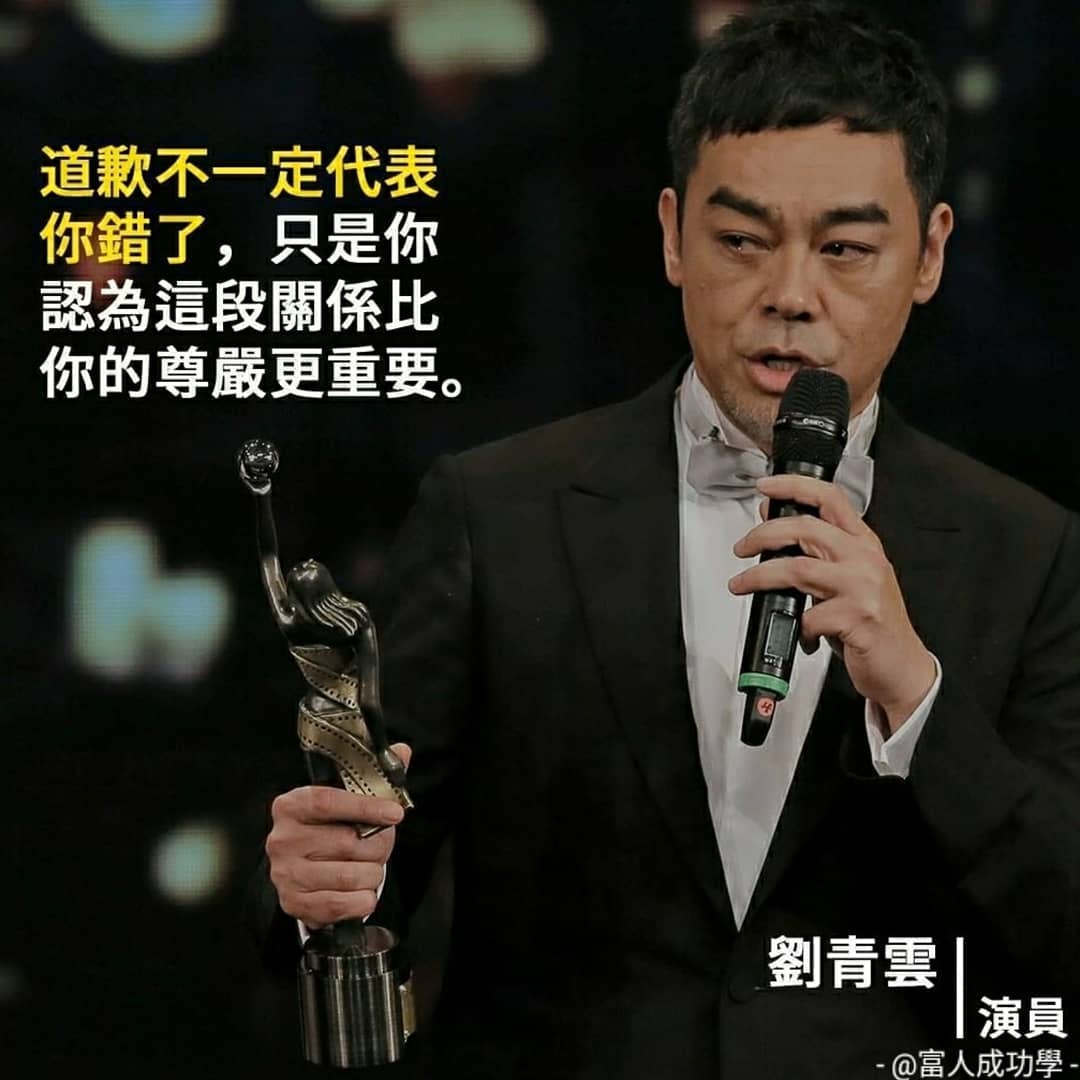 道歉不一定代表
你錯了，只是你
認為這段關係比
你的尊嚴更重要。
劉青雲
演員
- @富人成功學 -